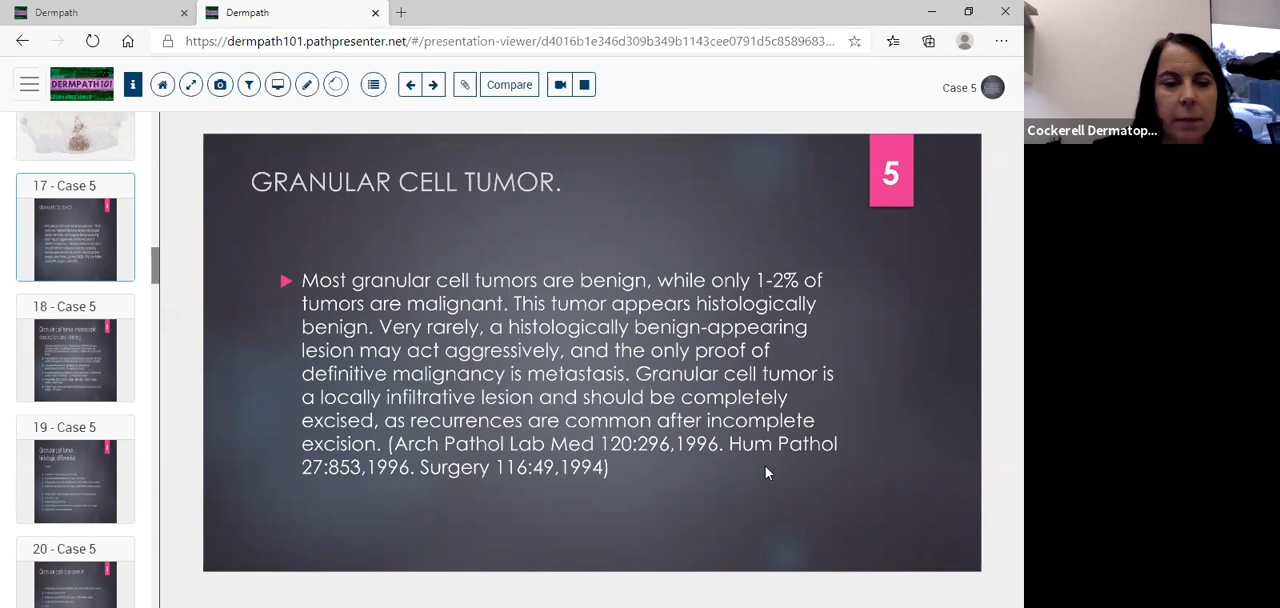 Dermpath
Dermpath
https://dermpath101.pathpresenter.net/#/presentation-viewer/d4016b1e346d309b349b1143cee0791d5c8589683...
DERMPATH 101
Compare
Case 5
Cockerell Dermatop...
17 - Case 5
18 - Case 5
19 - Case 5
20 - Case 5
5
GRANULAR CELL TUMOR.
Most granular cell tumors are benign, while only 1-2% of
tumors are malignant. This tumor appears histologically
benign. Very rarely, a histologically benign-appearing
lesion may act aggressively, and the only proof of
definitive malignancy is metastasis. Granular cell tumor is
a locally infiltrative lesion and should be completely
excised, as recurrences are common after incomplete
excision. (Arch Pathol Lab Med 120:296,1996. Hum Pathol
27:853,1996. Surgery 116:49,1994)